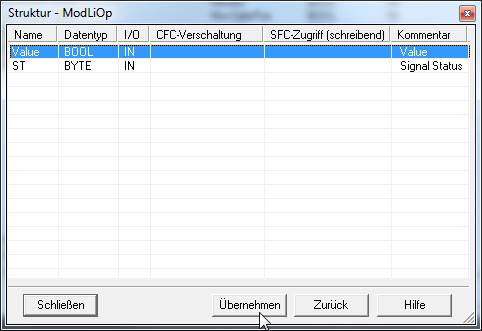 Struktur - ModLiOp
Name Datentyp I/O CFC-Verschaltung SFC-Zugriff (schreibend) Kommentar
Value BOOL IN Value
ST BYTE IN Signal Status
Schließen Übernehmen Zurück Hilfe